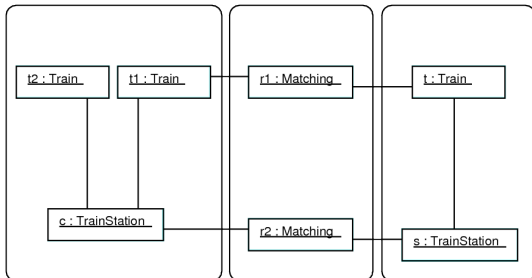 t2 : Train
t1 : Train
r1 : Matching
t : Train
c : TrainStation
r2 : Matching
s : TrainStation